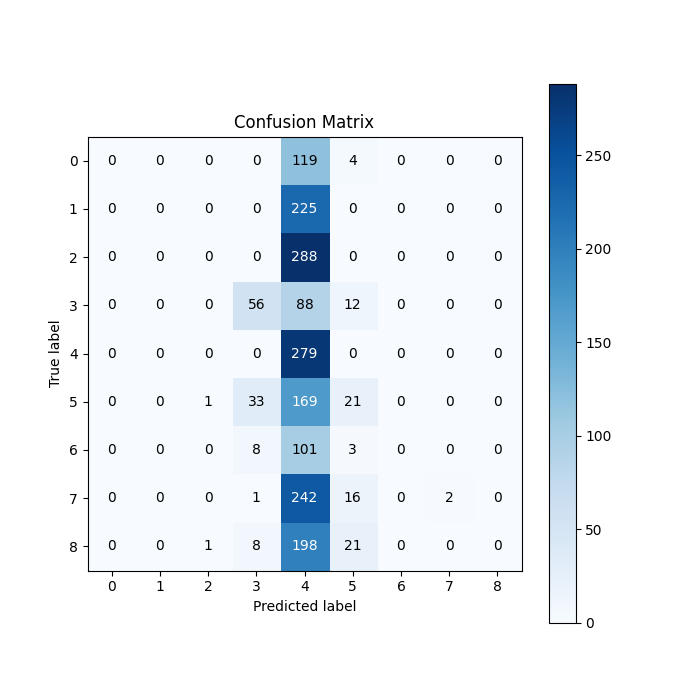 Confusion Matrix
0 0 0 0 0 119 4 0 0 0
1 0 0 0 0 225 0 0 0 0
2 0 0 0 0 288 0 0 0 0
3 0 0 0 56 88 12 0 0 0
4 0 0 0 0 279 0 0 0 0
5 0 0 1 33 169 21 0 0 0
6 0 0 0 8 101 3 0 0 0
7 0 0 0 1 242 16 0 2 0
8 0 0 1 8 198 21 0 0 0
0 1 2 3 4 5 6 7 8
Predicted label
True label
250
200
150
100
50
0